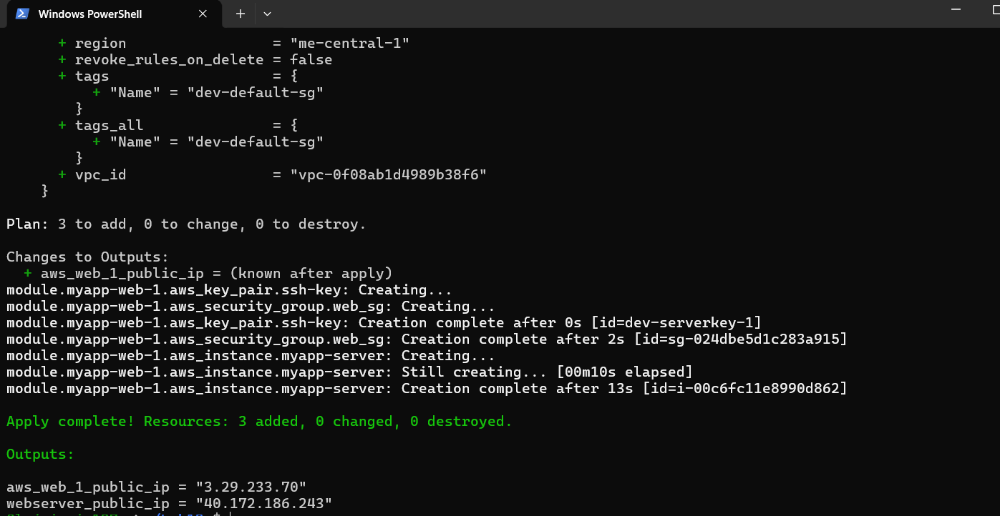 Windows PowerShell
+ region = "me-central-1"
+ revoke_rules_on_delete = false
+ tags = {
+ "Name" = "dev-default-sg"
}
+ tags_all = {
+ "Name" = "dev-default-sg"
}
+ vpc_id = "vpc-0f08ab1d4989b38f6"
}
Plan: 3 to add, 0 to change, 0 to destroy.
Changes to Outputs:
+ aws_web_1_public_ip = (known after apply)
module.myapp-web-1.aws_key_pair.ssh-key: Creating...
module.myapp-web-1.aws_security_group.web_sg: Creating...
module.myapp-web-1.aws_key_pair.ssh-key: Creation complete after 0s [id=dev-serverkey-1]
module.myapp-web-1.aws_security_group.web_sg: Creation complete after 2s [id=sg-024dbe5d1c283a915]
module.myapp-web-1.aws_instance.myapp-server: Creating...
module.myapp-web-1.aws_instance.myapp-server: Still creating... [00m10s elapsed]
module.myapp-web-1.aws_instance.myapp-server: Creation complete after 13s [id=i-00c6fc11e8990d862]
Apply complete! Resources: 3 added, 0 changed, 0 destroyed.
Outputs:
aws_web_1_public_ip = "3.29.233.70"
webserver_public_ip = "40.172.186.243"